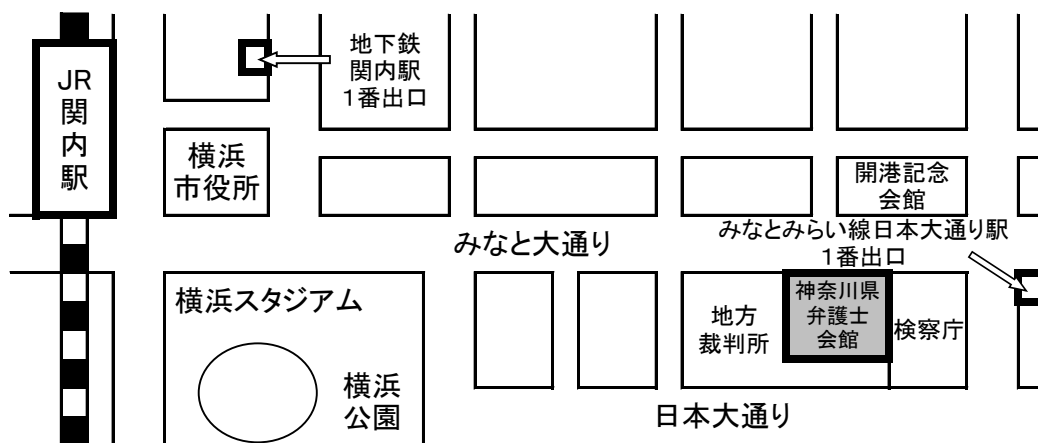 JR
関
内
駅
地下鉄
関内駅
１番出口
横浜
市役所
開港記念
会館
みなと大通り
みなとみらい線日本大通り駅
１番出口
横浜スタジアム
横浜
公園
地方
裁判所
神奈川県
弁護士
会館
検察庁
日本大通り